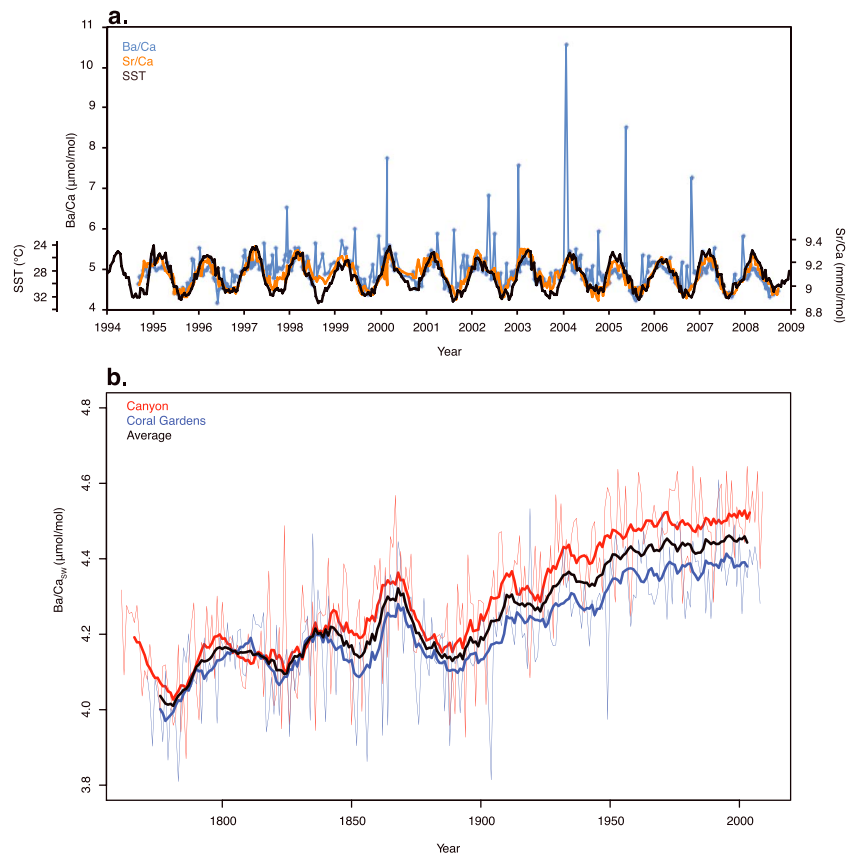 a.
11
10
9
8
7
6
5
4
Ba/Ca (µmol/mol)
Ba/Ca
Sr/Ca
SST
24
28
32
SST (°C)
9.4
9.2
9
8.8
Sr/Ca (mmol/mol)
1994 1995 1996 1997 1998 1999 2000 2001 2002 2003 2004 2005 2006 2007 2008 2009
Year
b.
4.8
4.6
4.4
4.2
4.0
3.8
Ba/CaSW (µmol/mol)
Canyon
Coral Gardens
Average
1800 1850 1900 1950 2000
Year